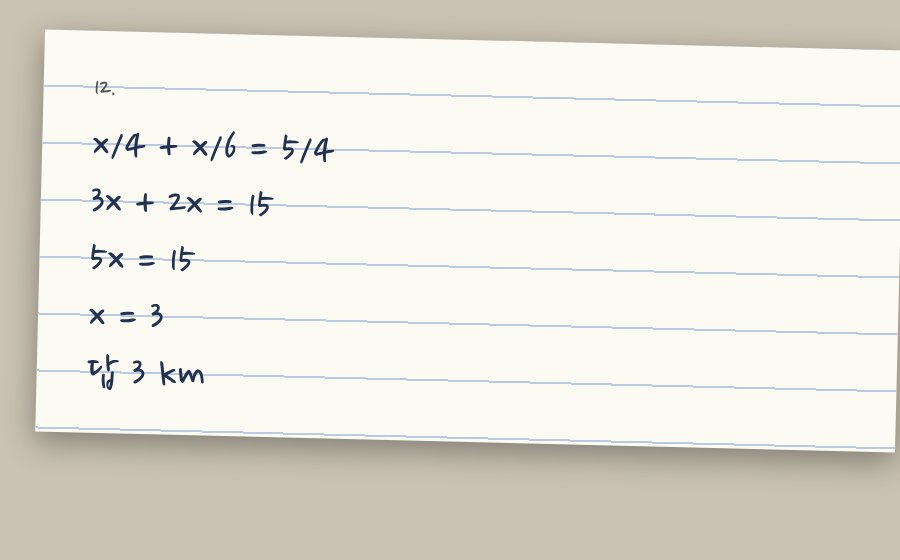 12.
x/4 + x/6 = 5/4
3x + 2x = 15
5x = 15
x = 3
답 3 km